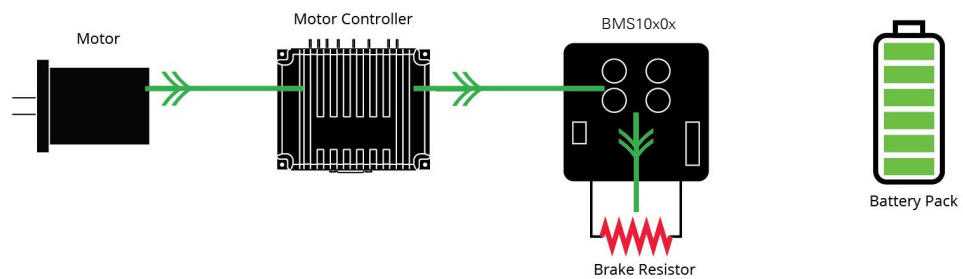 Motor
Motor Controller
BMS10x0x
Battery Pack
Brake Resistor